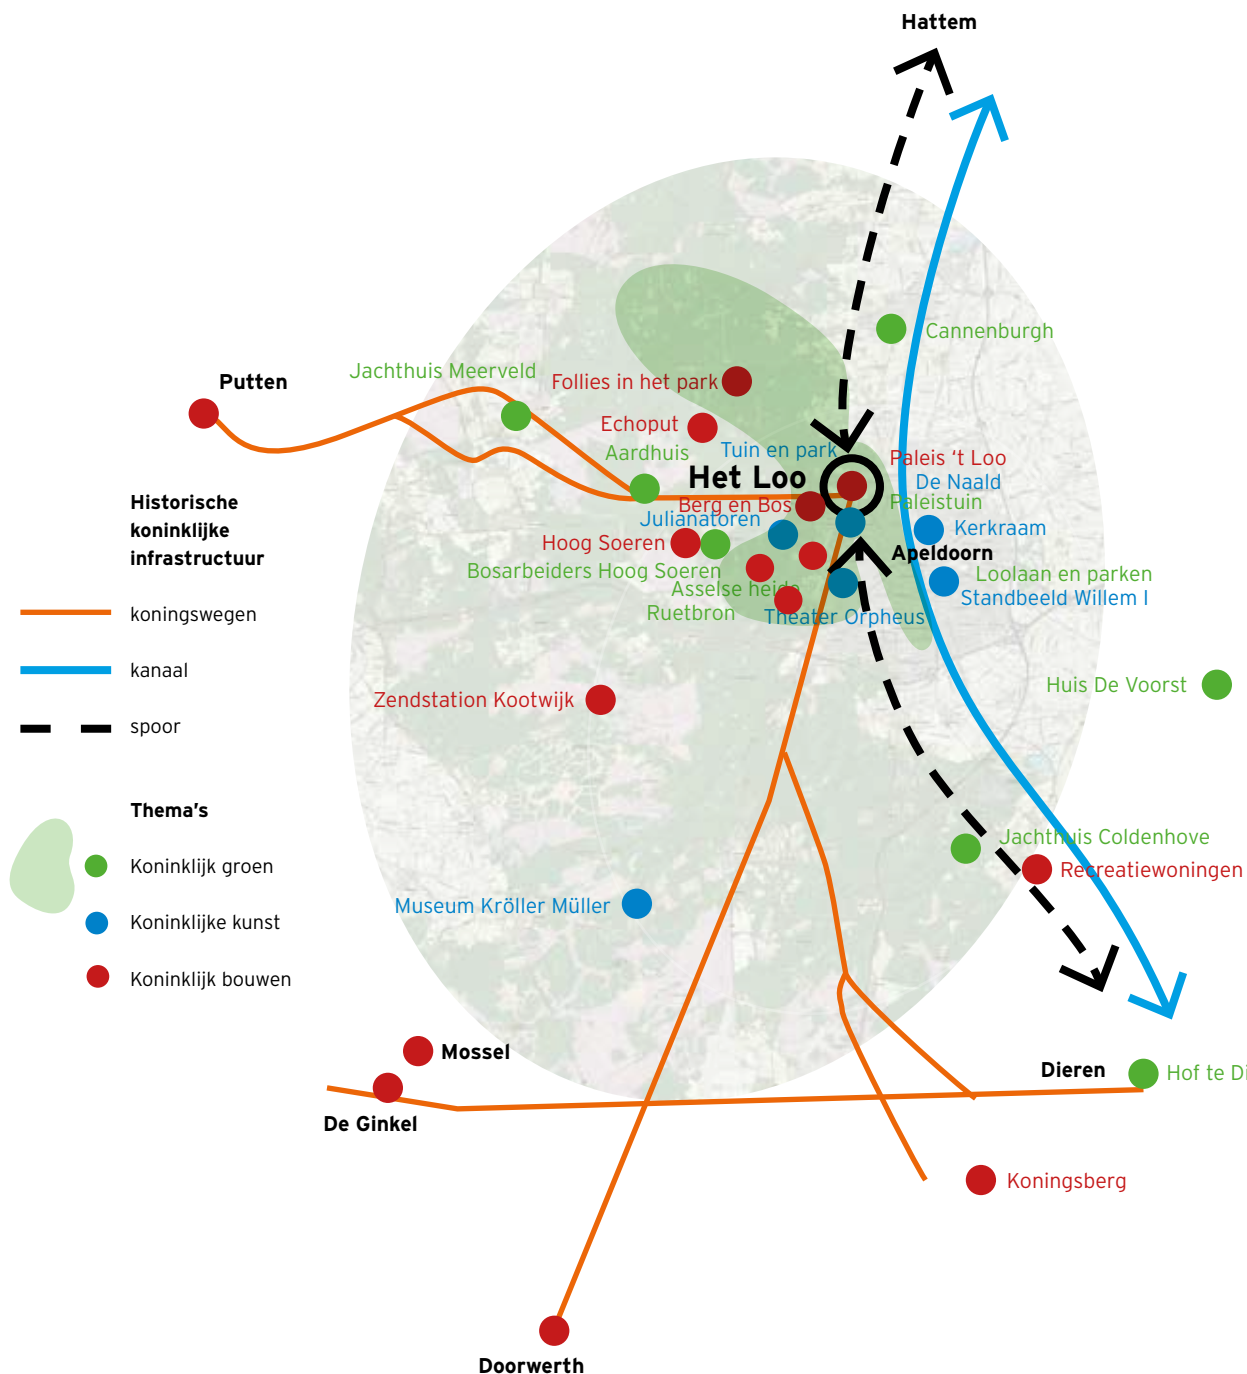 Hattem
Cannenburgh
Putten
Jachthuis Meerveld
Follies in het park
Echoput
Aardhuis
Tuin en park
Het Loo
Paleis ‘t Loo
De Naald
Paleistuin
Berg en Bos
Julianatoren
Kerkraam
Hoog Soeren
Apeldoorn
Bosarbeiders Hoog Soeren
Loolaan en parken
Asselse heide
Standbeeld Willem I
Ruetbron
Theater Orpheus
Historische
koninklijke
infrastructuur
koningswegen
kanaal
spoor
Huis De Voorst
Zendstation Kootwijk
Thema's
Koninklijk groen
Koninklijke kunst
Koninklijk bouwen
Jachthuis Coldenhove
Recreatiewoningen
Museum Kröller Müller
Mossel
De Ginkel
Dieren
Hof te Di
Koningsberg
Doorwerth